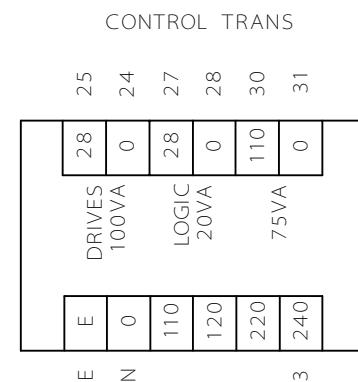 CONTROL TRANS
25 24 27 28 30 31
28 0 28 0 110 0
DRIVES
100VA
LOGIC
20VA
75VA
E 0 110 120 220 240
E N 3